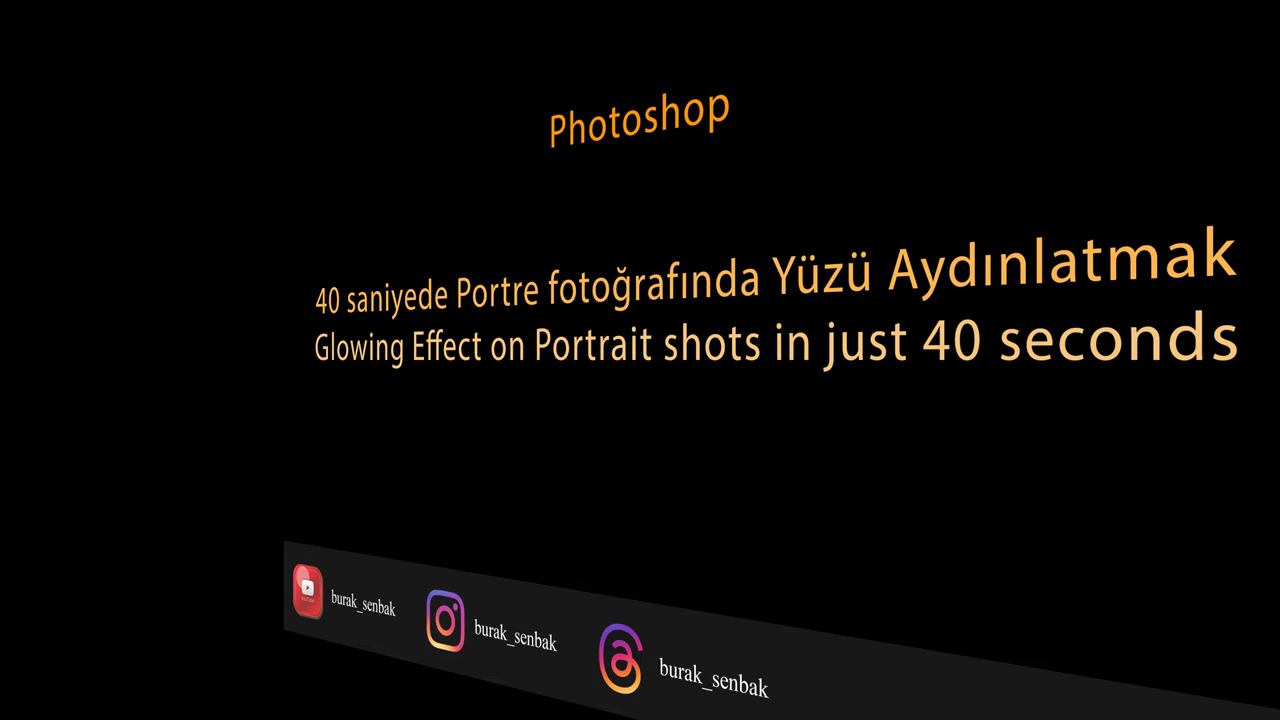 Photoshop
40 saniyede Portre fotoğrafında Yüzü Aydınlatmak
Glowing Effect on Portrait shots in just 40 seconds
burak_senbak
burak_senbak
burak_senbak